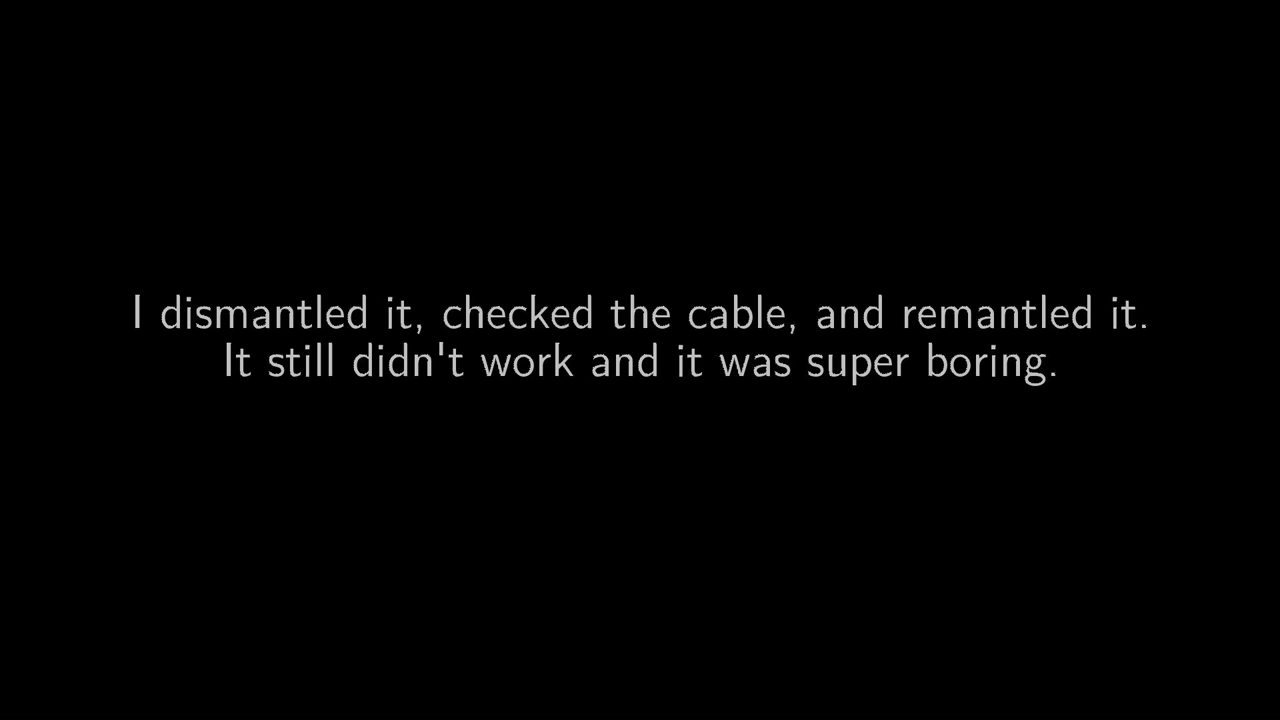 I dismantled it, checked the cable, and remantled it.
It still didn't work and it was super boring.